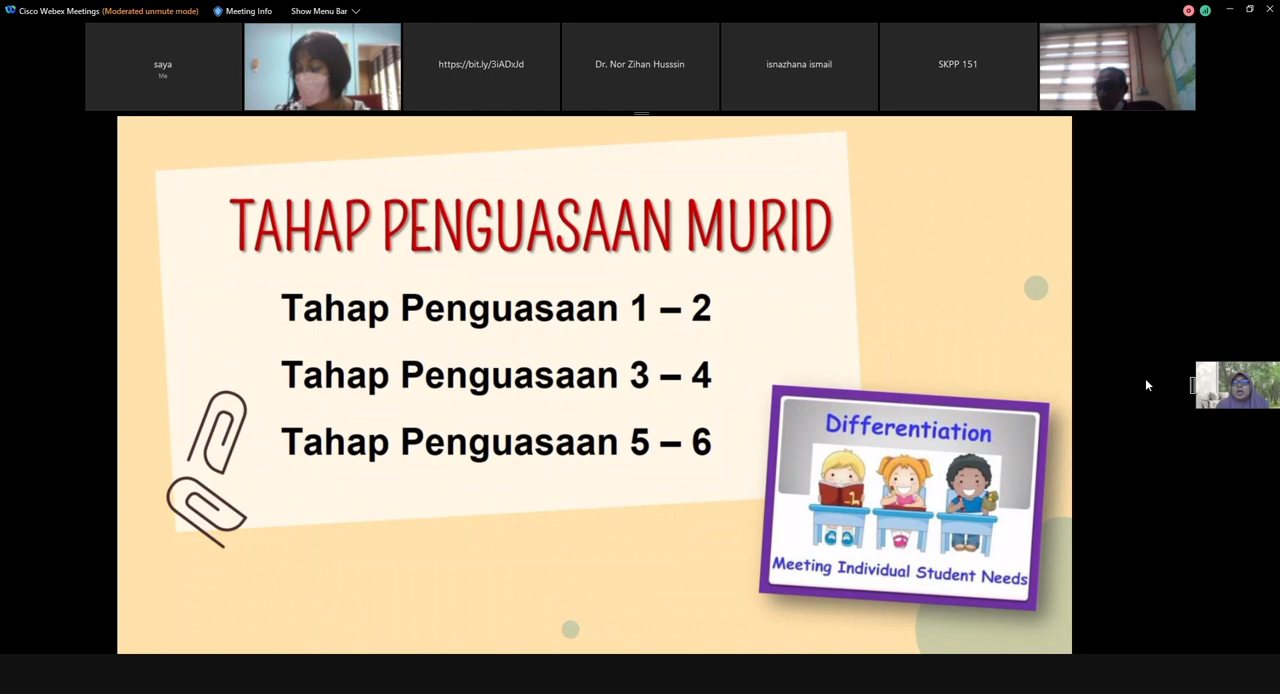 Cisco Webex Meetings (Moderated unmute mode) Meeting Info Show Menu Bar
saya
Me
https://bit.ly/3iADxJd
Dr. Nor Zihan Husssin
isnazhana ismail
SKPP 151
TAHAP PENGUASAAN MURID
Tahap Penguasaan 1 – 2
Tahap Penguasaan 3 – 4
Tahap Penguasaan 5 – 6
Differentiation
Meeting Individual Student Needs